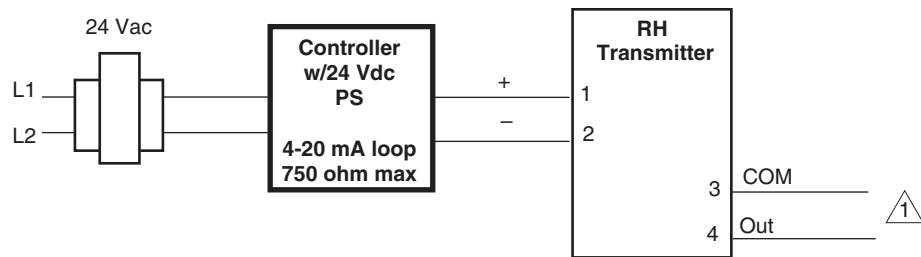 24 Vac
L1
L2
Controller
w/24 Vdc
PS
4-20 mA loop
750 ohm max
+
–
RH
Transmitter
1
2
3
4
COM
Out
1